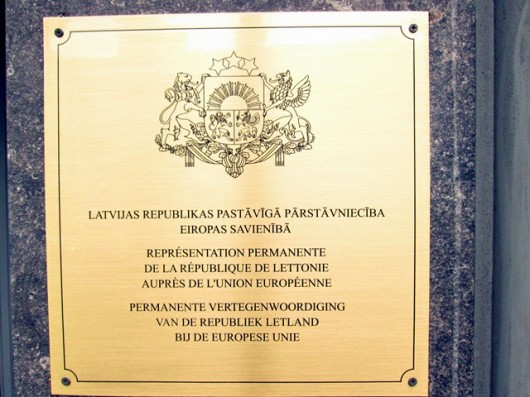 LATVIJAS REPUBLIKAS PASTĀVĪGĀ PĀRSTĀVNIECĪBA
EIROPAS SAVIENĪBĀ
REPRÉSENTATION PERMANENTE
DE LA RÉPUBLIQUE DE LETTONIE
AUPRÈS DE L'UNION EUROPÉENNE
PERMANENTE VERTEGENWOORDIGING
VAN DE REPUBLIEK LETLAND
BIJ DE EUROPESE UNIE